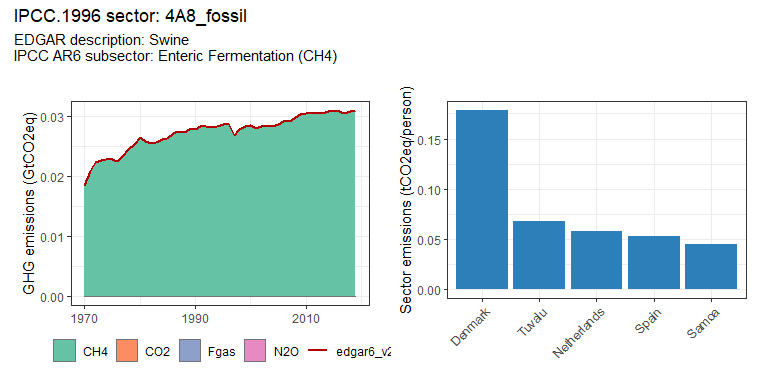 IPCC.1996 sector: 4A8_fossil
EDGAR description: Swine
IPCC AR6 subsector: Enteric Fermentation (CH4)
GHG emissions (GtCO2eq)
0.03
0.02
0.01
0.00
1970
1990
2010
CH4
CO2
Fgas
N2O
edgar6_v2
Sector emissions (tCO2eq/person)
0.15
0.10
0.05
0.00
Denmark
Tuvalu
Netherlands
Spain
Samoa